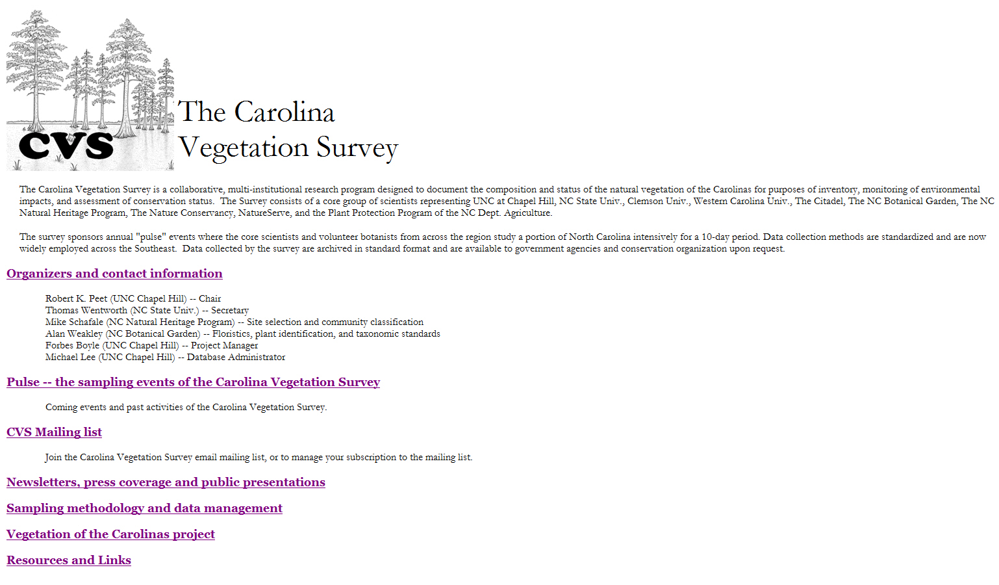 CVS
The Carolina
Vegetation Survey
The Carolina Vegetation Survey is a collaborative, multi-institutional research program designed to document the composition and status of the natural vegetation of the Carolinas for purposes of inventory, monitoring of environmental
impacts, and assessment of conservation status.  The Survey consists of a core group of scientists representing UNC at Chapel Hill, NC State Univ., Clemson Univ., Western Carolina Univ., The Citadel, The NC Botanical Garden, The NC
Natural Heritage Program, The Nature Conservancy, NatureServe, and the Plant Protection Program of the NC Dept. Agriculture.
The survey sponsors annual "pulse" events where the core scientists and volunteer botanists from across the region study a portion of North Carolina intensively for a 10-day period. Data collection methods are standardized and are now
widely employed across the Southeast.  Data collected by the survey are archived in standard format and are available to government agencies and conservation organization upon request.
Organizers and contact information
Robert K. Peet (UNC Chapel Hill) -- Chair
Thomas Wentworth (NC State Univ.) -- Secretary
Mike Schafale (NC Natural Heritage Program) -- Site selection and community classification
Alan Weakley (NC Botanical Garden) -- Floristics, plant identification, and taxonomic standards
Forbes Boyle (UNC Chapel Hill) -- Project Manager
Michael Lee (UNC Chapel Hill) -- Database Administrator
Pulse -- the sampling events of the Carolina Vegetation Survey
Coming events and past activities of the Carolina Vegetation Survey.
CVS Mailing list
Join the Carolina Vegetation Survey email mailing list, or to manage your subscription to the mailing list.
Newsletters, press coverage and public presentations
Sampling methodology and data management
Vegetation of the Carolinas project
Resources and Links